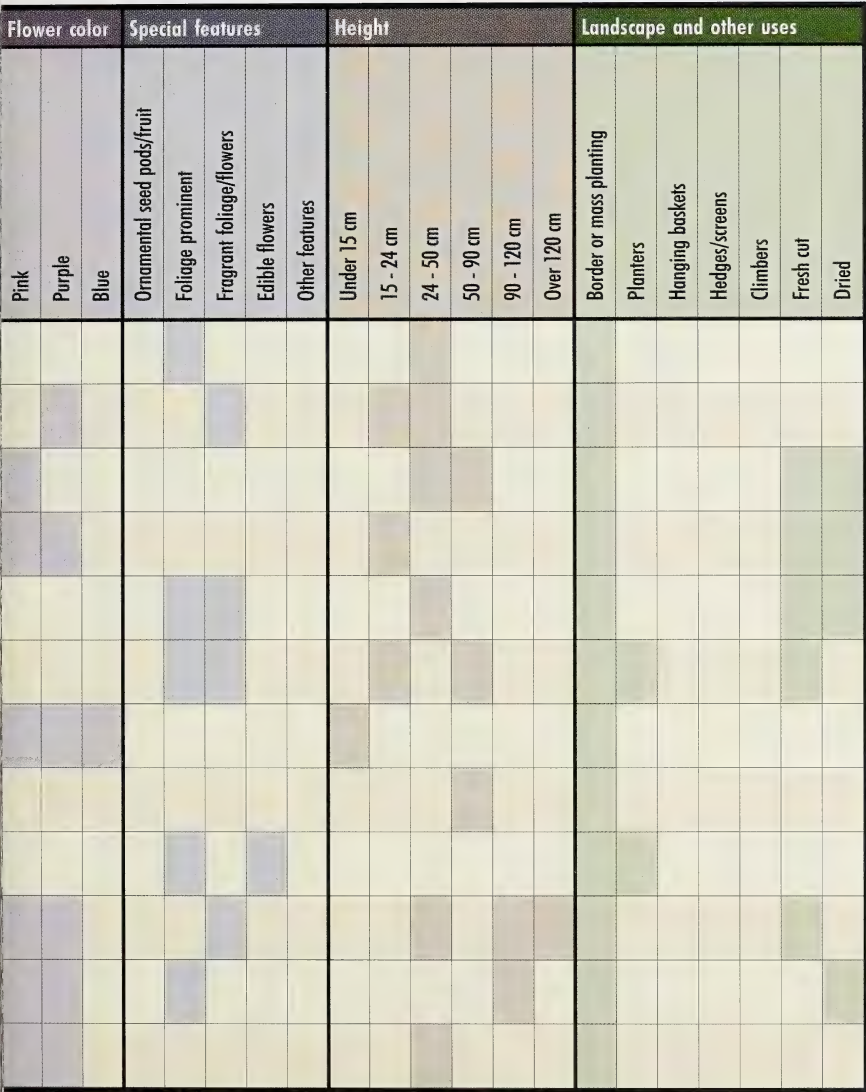 Flower color
Special features
Height
Landscape and other uses
Pink
Purple
Blue
Ornamental seed pods/fruit
Foliage prominent
Fragrant foliage/flowers
Edible flowers
Other features
Under 15 cm
15 - 24 cm
24 - 50 cm
50 - 90 cm
90 - 120 cm
Over 120 cm
Border or mass planting
Planters
Hanging baskets
Hedges/screens
Climbers
Fresh cut
Dried